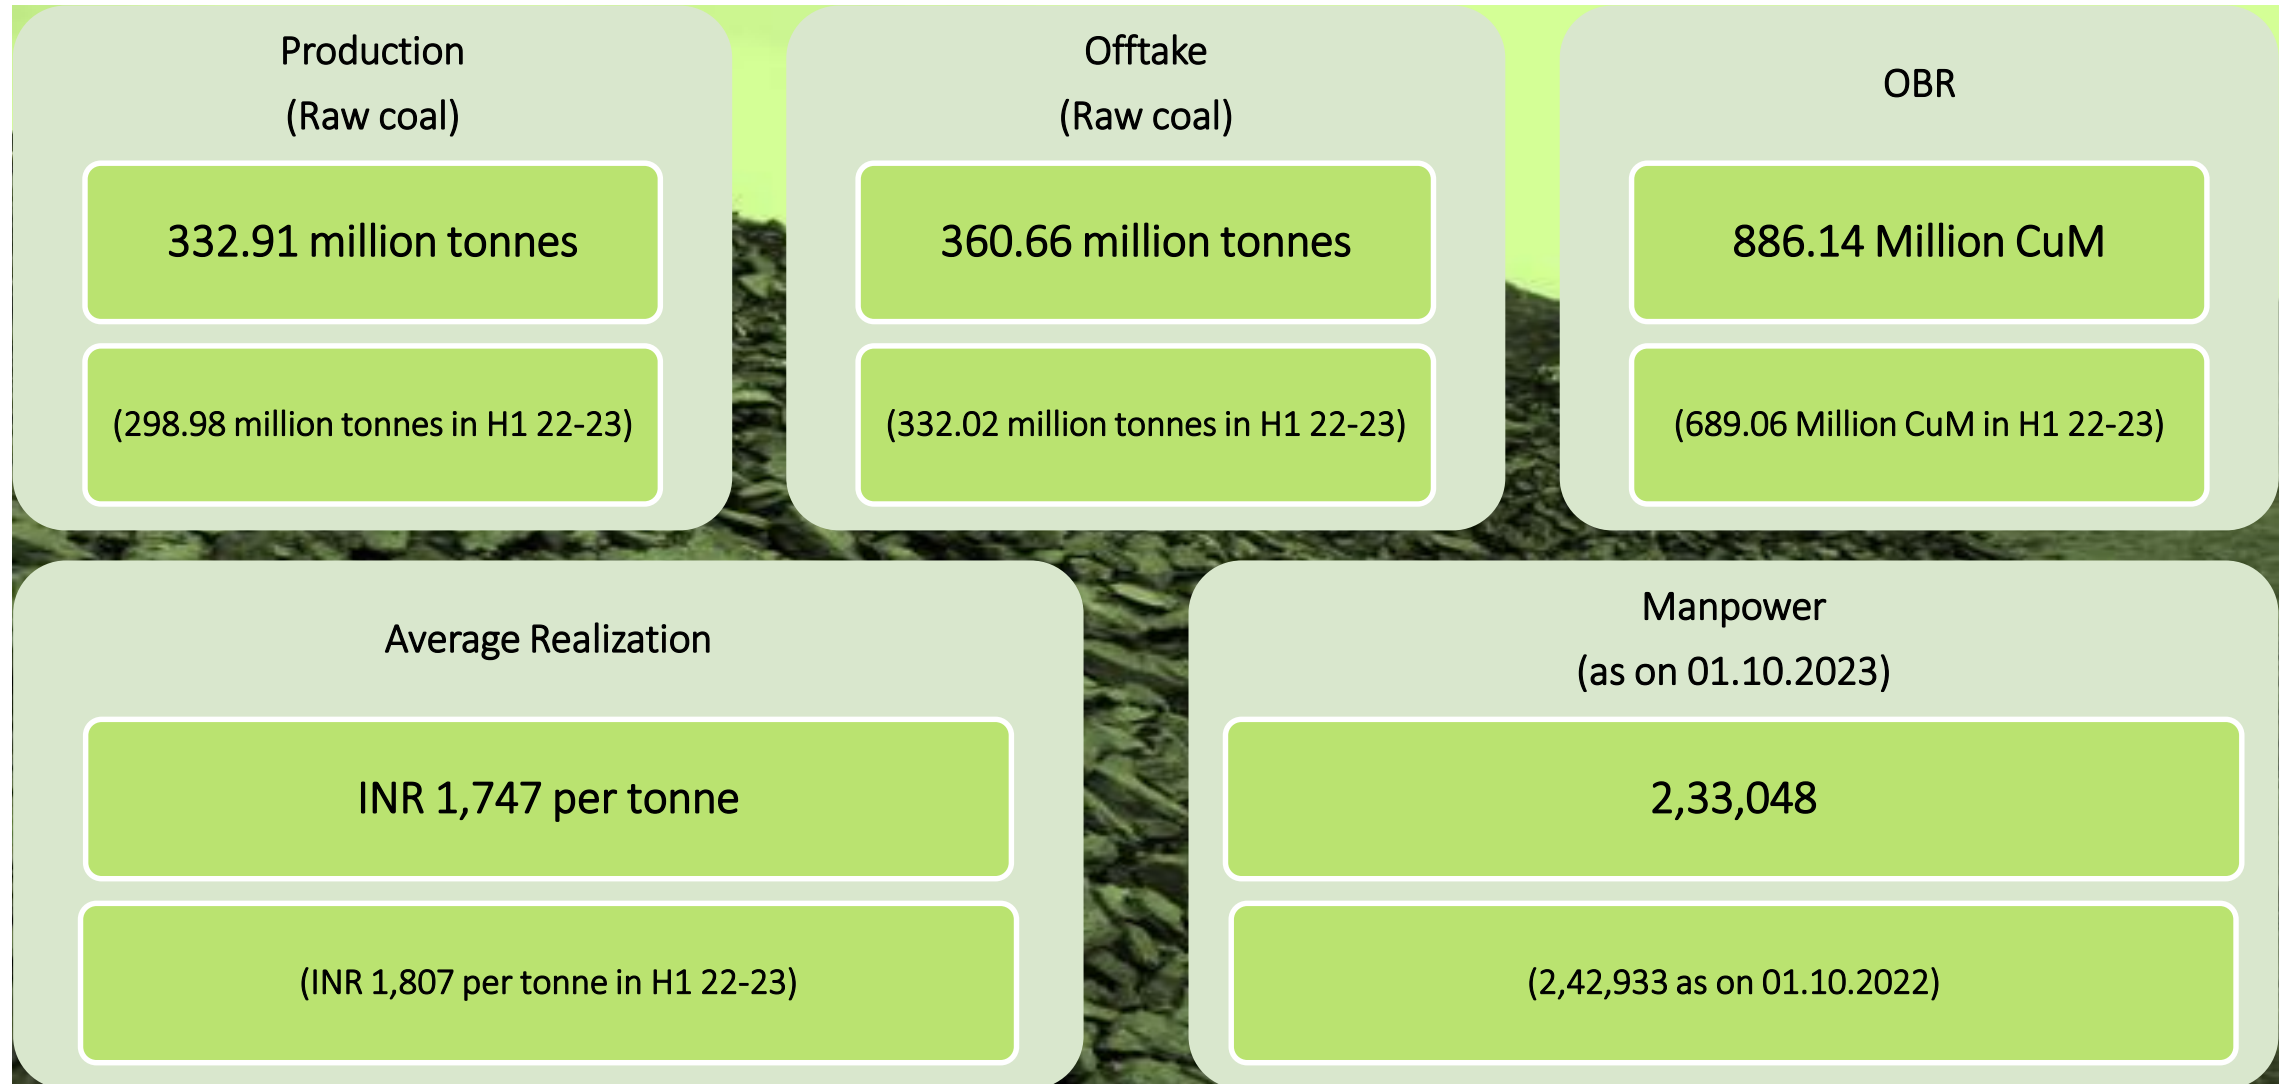 Production
(Raw coal)
332.91 million tonnes
(298.98 million tonnes in H1 22-23)
Offtake
(Raw coal)
360.66 million tonnes
(332.02 million tonnes in H1 22-23)
OBR
886.14 Million CuM
(689.06 Million CuM in H1 22-23)
Average Realization
INR 1,747 per tonne
(INR 1,807 per tonne in H1 22-23)
Manpower
(as on 01.10.2023)
2,33,048
(2,42,933 as on 01.10.2022)